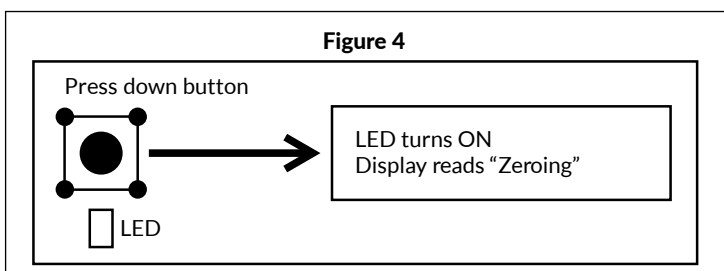 Figure 4
Press down button
LED turns ON
Display reads “Zeroing”
LED